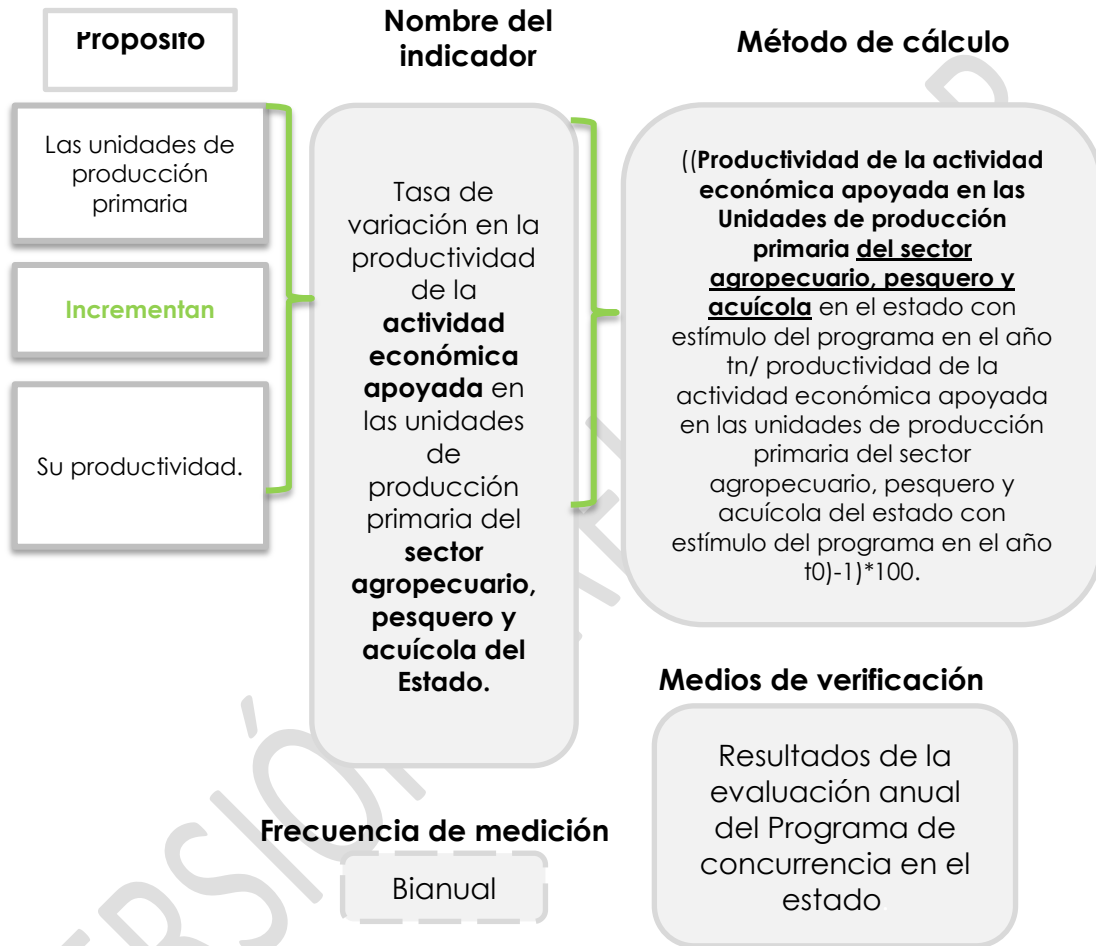 Proposito
Las unidades de
producción
primaria
Incrementan
Su productividad.
Nombre del
indicador
Tasa de
variación en la
productividad
de la
actividad
económica
apoyada en
las unidades
de
producción
primaria del
sector
agropecuario,
pesquero y
acuícola del
Estado.
Método de cálculo
((Productividad de la actividad
económica apoyada en las
Unidades de producción
primaria del sector
agropecuario, pesquero y
acuícola en el estado con
estímulo del programa en el año
tn/ productividad de la
actividad económica apoyada
en las unidades de producción
primaria del sector
agropecuario, pesquero y
acuícola del estado con
estímulo del programa en el año
t0)-1)*100.
Medios de verificación
Resultados de la
evaluación anual
del Programa de
concurrencia en el
estado
Frecuencia de medición
Bianual